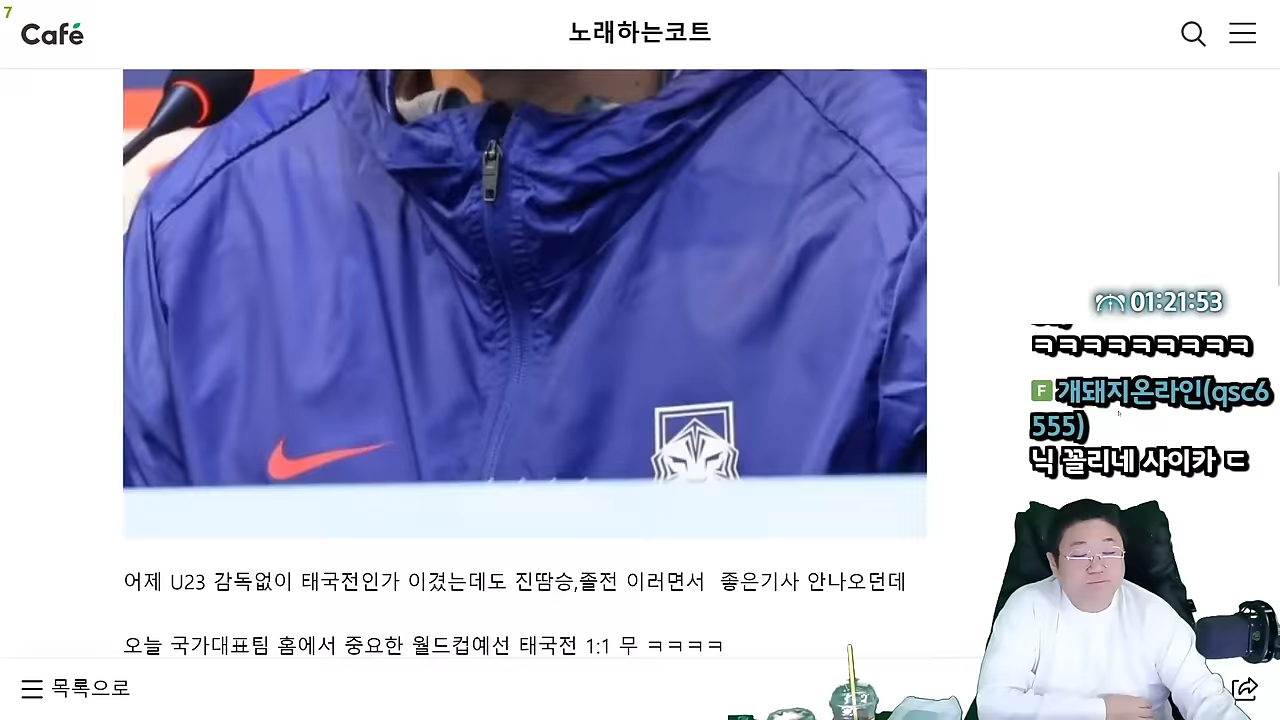 7
Café
노래하는코트
01:21:53
ㅋㅋㅋㅋㅋㅋㅋㅋㅋ
F 개돼지온라인(qsc6
555)
닉 꼴리네 사이카 ㄷ
어제 U23 감독없이 태국전인가 이겼는데도 진땀승,졸전 이러면서 좋은기사 안나오던데
오늘 국가대표팀 홈에서 중요한 월드컵예선 태국전 1:1 무 ㅋㅋㅋㅋ
목록으로